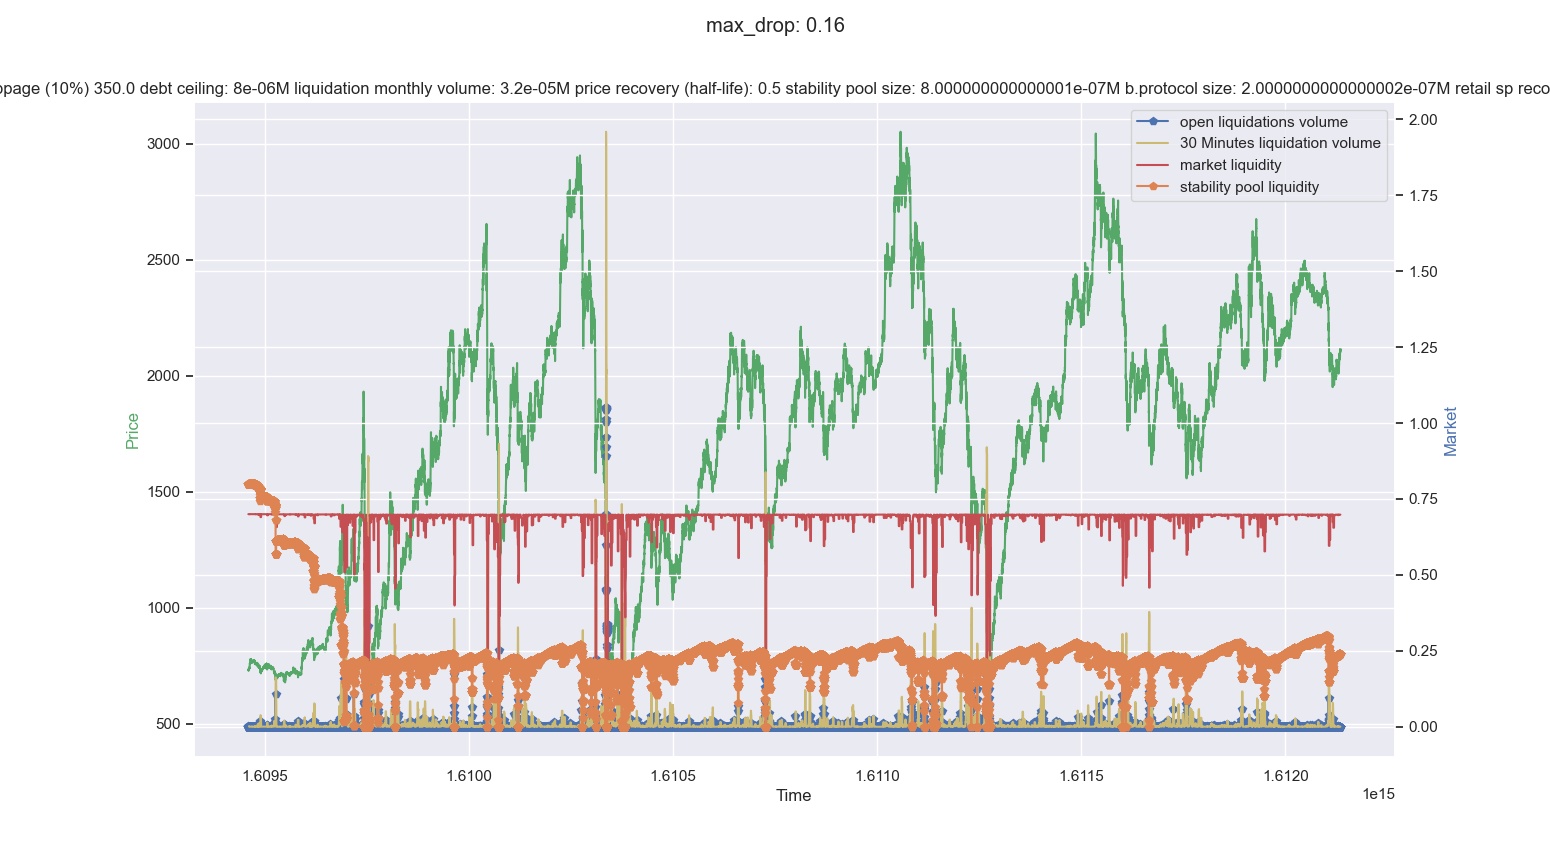 max_drop: 0.16
opage (10%) 350.0 debt ceiling: 8e-06M liquidation monthly volume: 3.2e-05M price recovery (half-life): 0.5 stability pool size: 8.000000000000001e-07M b.protocol size: 2.0000000000000002e-07M retail sp reco
open liquidations volume
30 Minutes liquidation volume
market liquidity
stability pool liquidity
3000
2500
2000
1500
1000
500
Price
2.00
1.75
1.50
1.25
1.00
0.75
0.50
0.25
0.00
Market
1.6095 1.6100 1.6105 1.6110 1.6115 1.6120
Time
1e15